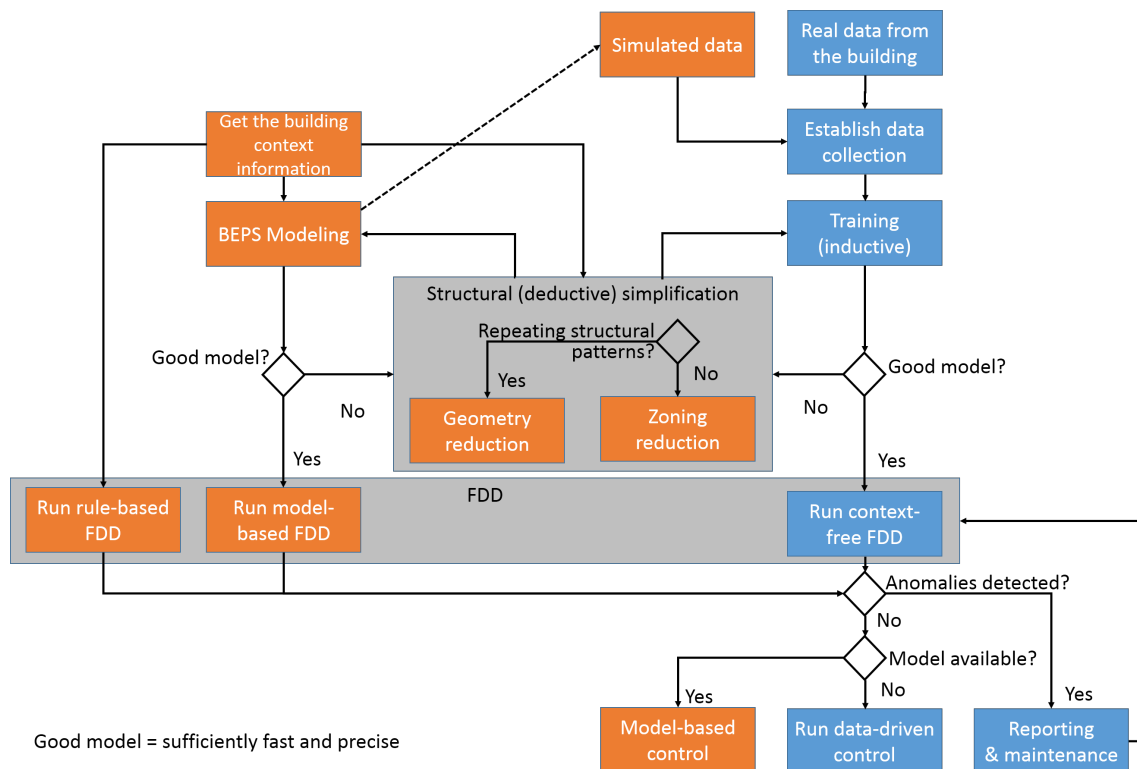 Simulated data
Real data from
the building
Get the building
context
information
Establish data
collection
BEPS Modeling
Training
(inductive)
Structural (deductive) simplification
Repeating structural
patterns?
Good model?
Good model?
Yes
No
No
No
Geometry
reduction
Zoning
reduction
Yes
Yes
FDD
Run rule-based
FDD
Run model-
based FDD
Run context-
free FDD
Anomalies detected?
No
Model available?
Yes
No
Yes
Good model = sufficiently fast and precise
Model-based
control
Run data-driven
control
Reporting
& maintenance